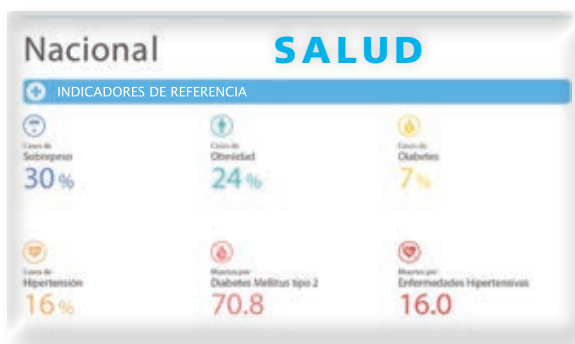 Nacional
SALUD
INDICADORES DE REFERENCIA
Casos de
Sobrepeso
30 %
Casos de
Obesidad
24 %
Casos de
Diabetes
7 %
Casos de
Hipertensión
16 %
Muertes por
Diabetes Mellitus tipo 2
70.8
Muertes por
Enfermedades Hipertensivas
16.0